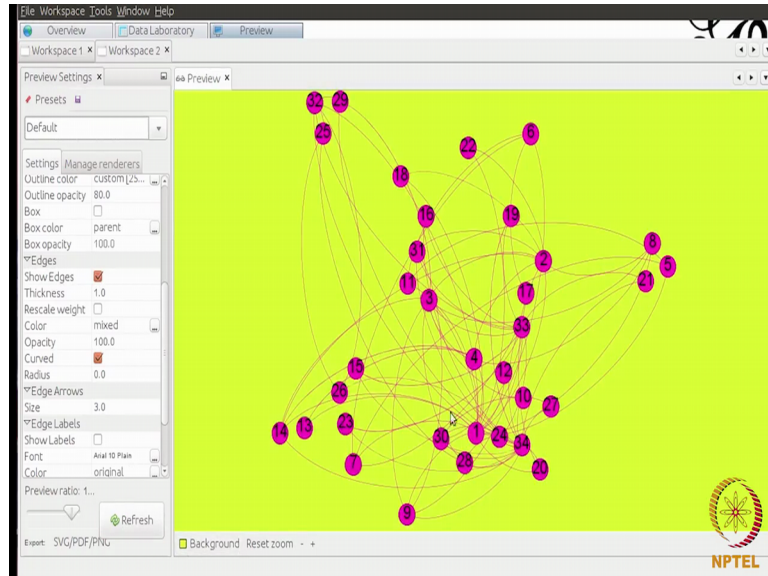 File Workspace Tools Window Help
Overview Data Laboratory Preview
Workspace 1 × Workspace 2 ×
Preview Settings ×
Preview ×
Presets
Default
Settings Manage renderers
Outline color custom [25...
Outline opacity 80.0
Box
Box color parent
Box opacity 100.0
Edges
Show Edges
Thickness 1.0
Rescale weight
Color mixed
Opacity 100.0
Curved
Radius 0.0
Edge Arrows
Size 3.0
Edge Labels
Show Labels
Font Arial 10 Plain
Color original
Preview ratio: 1...
Refresh
Export: SVG/PDF/PNG
32 29
25 6
22
18
16 19
8
31 2 5
11 21
3 17
33
4
15 12
26 10 27
14 13 23 30 1 24 34
7 28 20
9
Background Reset zoom - +
NPTEL